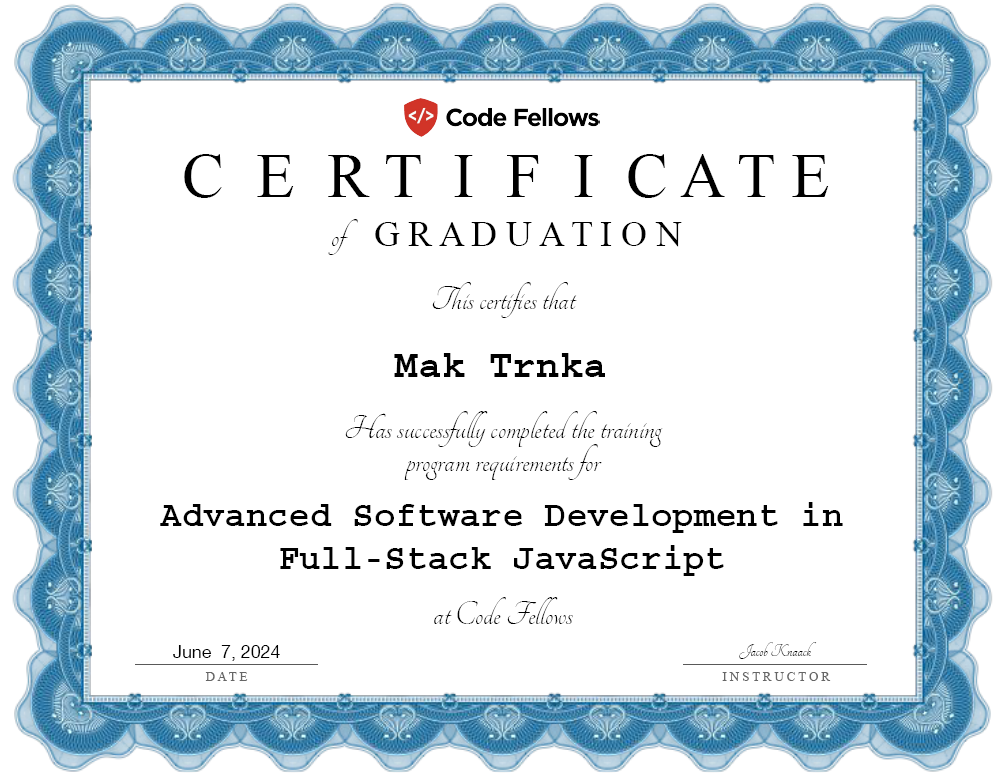 </> Code Fellows
CERTIFICATE
of GRADUATION
This certifies that
Mak Trnka
Has successfully completed the training
program requirements for
Advanced Software Development in
Full-Stack JavaScript
at Code Fellows
June 7, 2024
Jacob Knaack
DATE
INSTRUCTOR